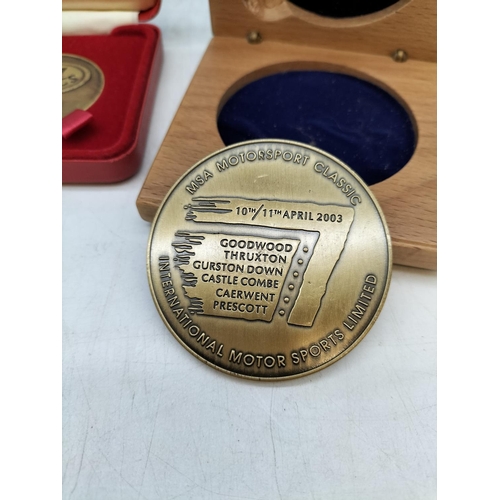 MSA MOTORSPORT CLASSIC
10TH/11TH APRIL 2003
GOODWOOD
THRUXTON
GURSTON DOWN
CASTLE COMBE
CAERWENT
PRESCOTT
INTERNATIONAL MOTOR SPORTS LIMITED